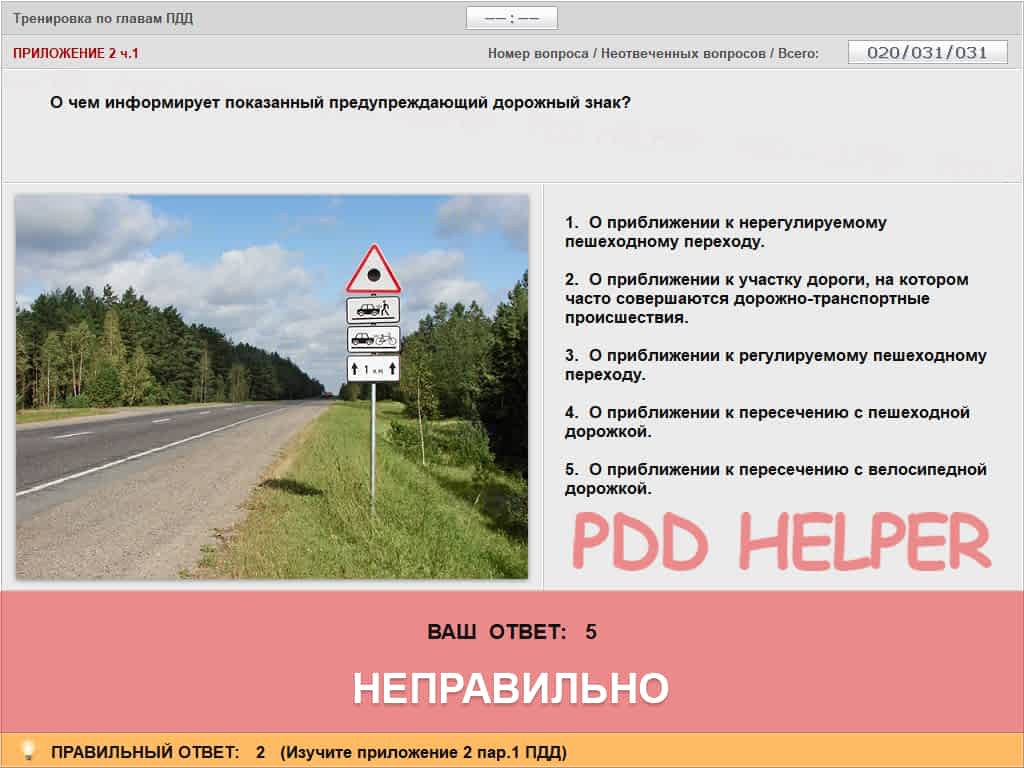 Тренировка по главам ПДД
—— : ——
ПРИЛОЖЕНИЕ 2 ч.1
Номер вопроса / Неотвеченных вопросов / Всего:
020/031/031
О чем информирует показанный предупреждающий дорожный знак?
1 км
1. О приближении к нерегулируемому
пешеходному переходу.
2. О приближении к участку дороги, на котором
часто совершаются дорожно-транспортные
происшествия.
3. О приближении к регулируемому пешеходному
переходу.
4. О приближении к пересечению с пешеходной
дорожкой.
5. О приближении к пересечению с велосипедной
дорожкой.
PDD HELPER
ВАШ ОТВЕТ: 5
НЕПРАВИЛЬНО
ПРАВИЛЬНЫЙ ОТВЕТ: 2 (Изучите приложение 2 пар.1 ПДД)